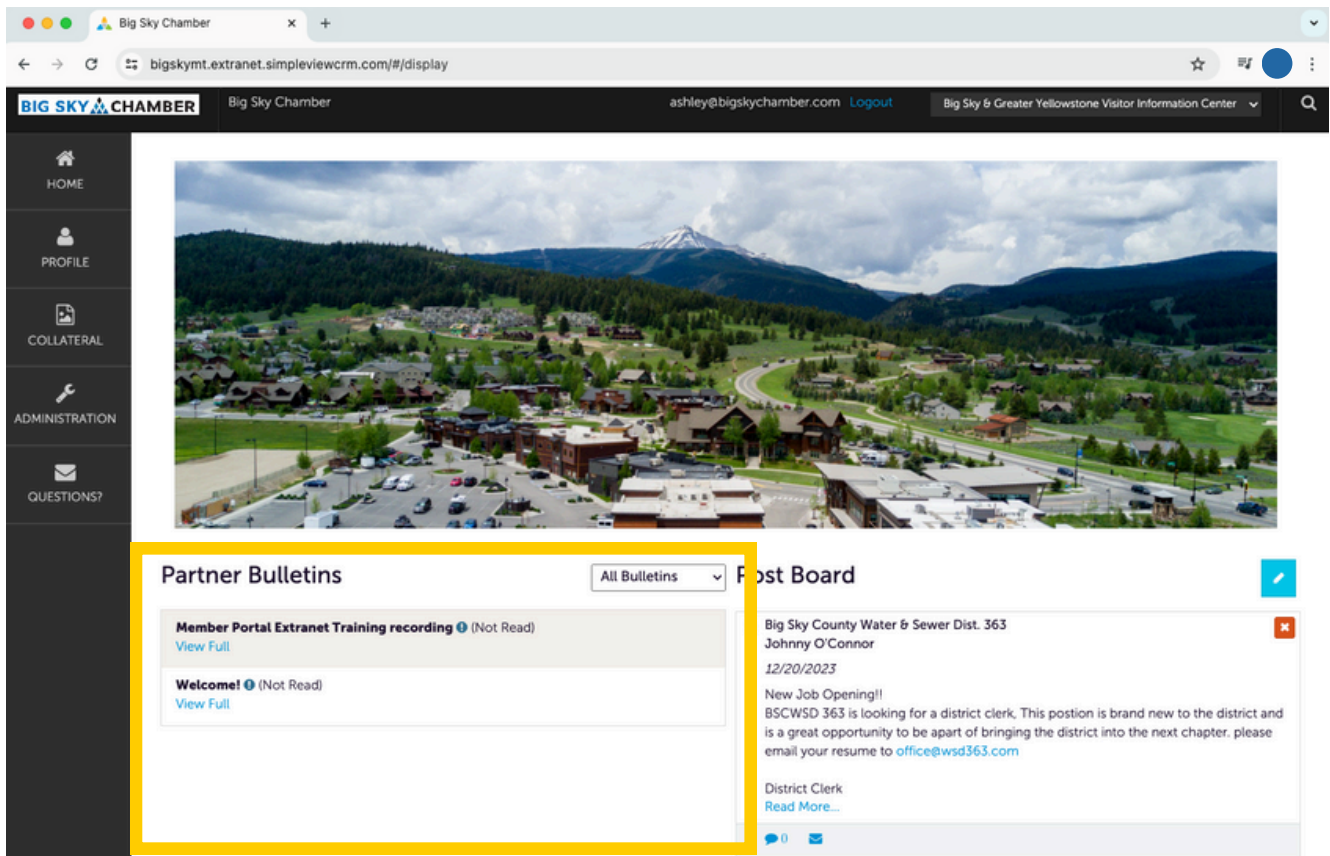 Big Sky Chamber
bigskymt.extranet.simpleviewcrm.com/#/display
BIG SKY CHAMBER
Big Sky Chamber
ashley@bigskychamber.com Logout
Big Sky & Greater Yellowstone Visitor Information Center
HOME
PROFILE
COLLATERAL
ADMINISTRATION
QUESTIONS?
Partner Bulletins
All Bulletins
Member Portal Extranet Training recording (Not Read)
View Full
Welcome! (Not Read)
View Full
Post Board
Big Sky County Water & Sewer Dist. 363
Johnny O'Connor
12/20/2023
New Job Opening!!
BSCWSD 363 is looking for a district clerk, This postion is brand new to the district and
is a great opportunity to be apart of bringing the district into the next chapter. please
email your resume to office@wsd363.com
District Clerk
Read More...
0